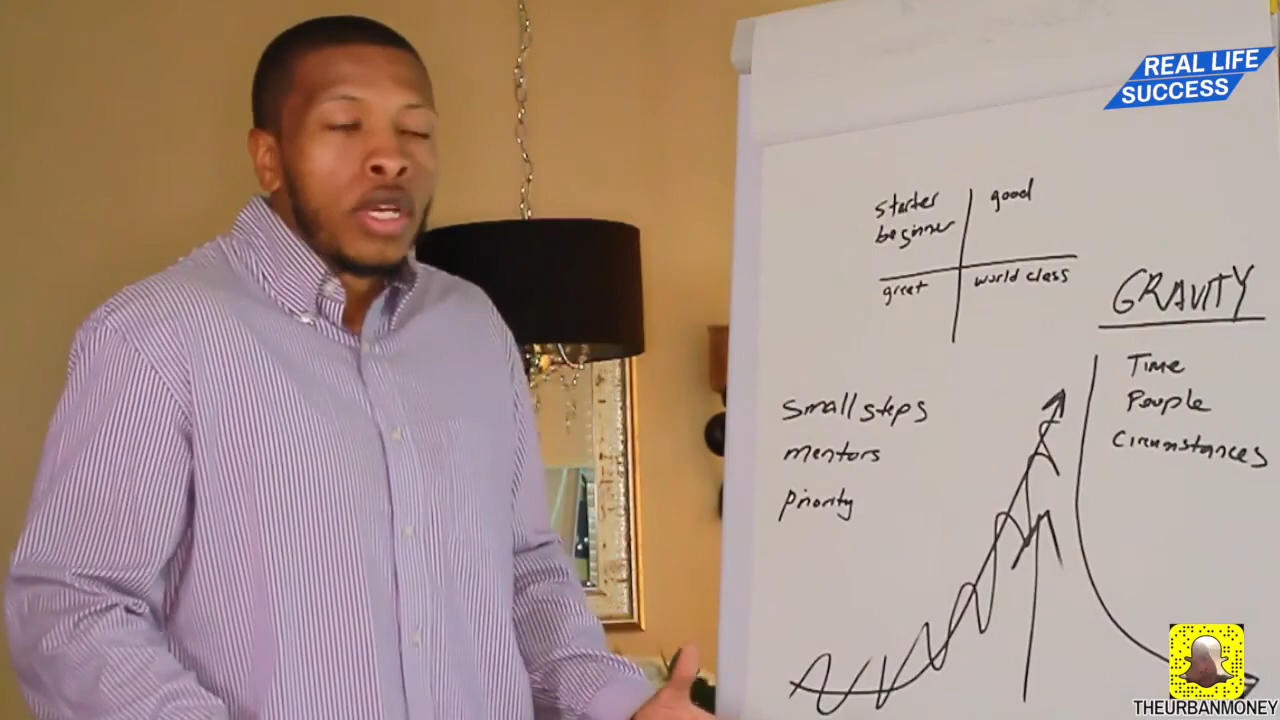 REAL LIFE
SUCCESS
starter
beginner
good
great
world class
GRAVITY
Time
People
Circumstances
Small steps
mentors
priority
THEURBANMONEY